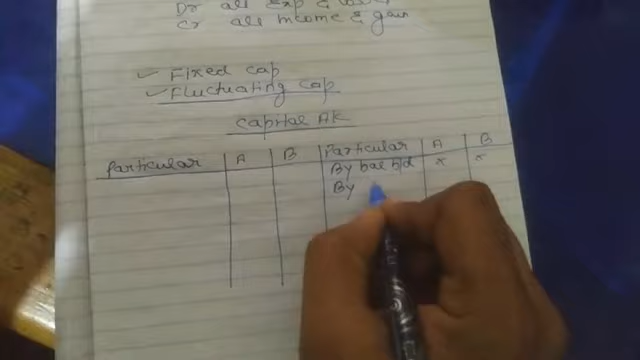 Dr all Exp & loss
Cr all income & gain
✓ Fixed cap
✓ Fluctuating cap
capital A/c
Particular A B Particular A B
By bal b/d x x
By